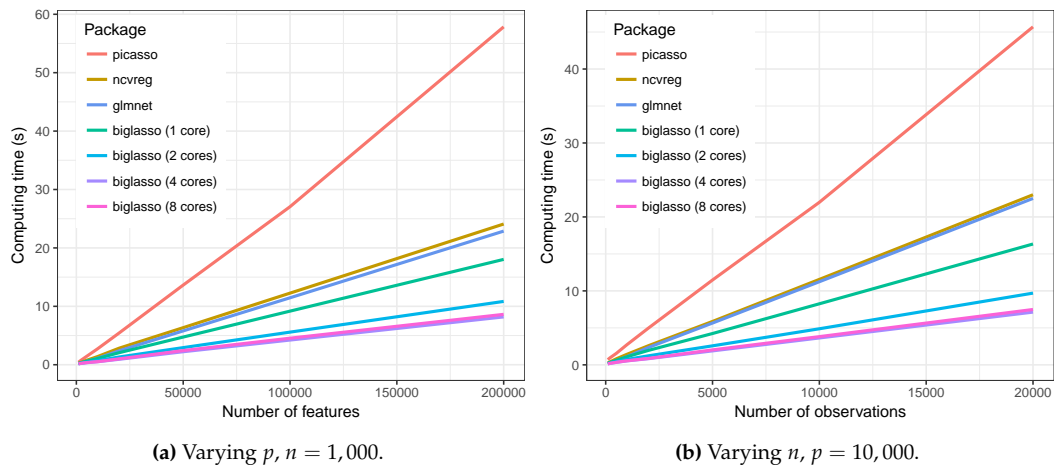 Package
picasso
ncvreg
glmnet
biglasso (1 core)
biglasso (2 cores)
biglasso (4 cores)
biglasso (8 cores)
Computing time (s)
60
50
40
30
20
10
0
0
50000
100000
150000
200000
Number of features
(a) Varying p, n = 1,000.
Package
picasso
ncvreg
glmnet
biglasso (1 core)
biglasso (2 cores)
biglasso (4 cores)
biglasso (8 cores)
Computing time (s)
40
30
20
10
0
0
5000
10000
15000
20000
Number of observations
(b) Varying n, p = 10,000.